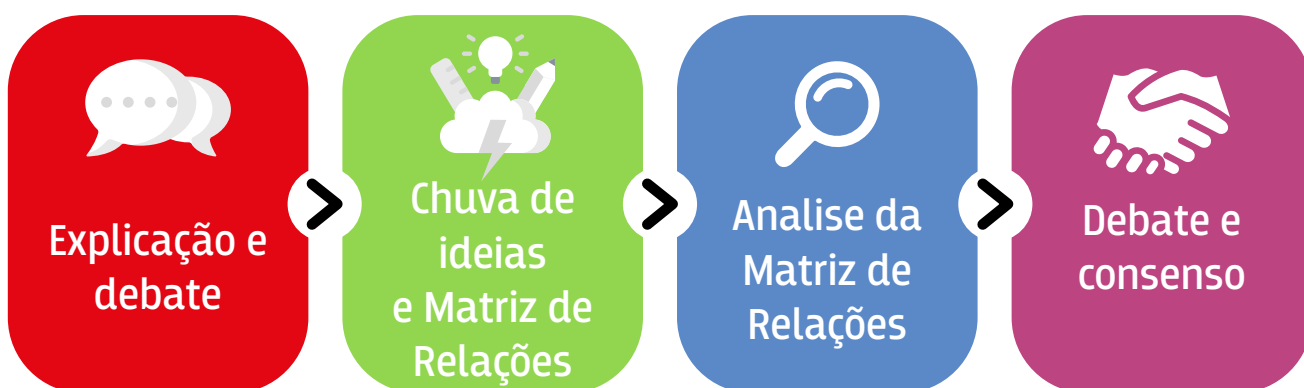 Explicação e
debate
Chuva de
ideias
e Matriz de
Relações
Analise da
Matriz de
Relações
Debate e
consenso